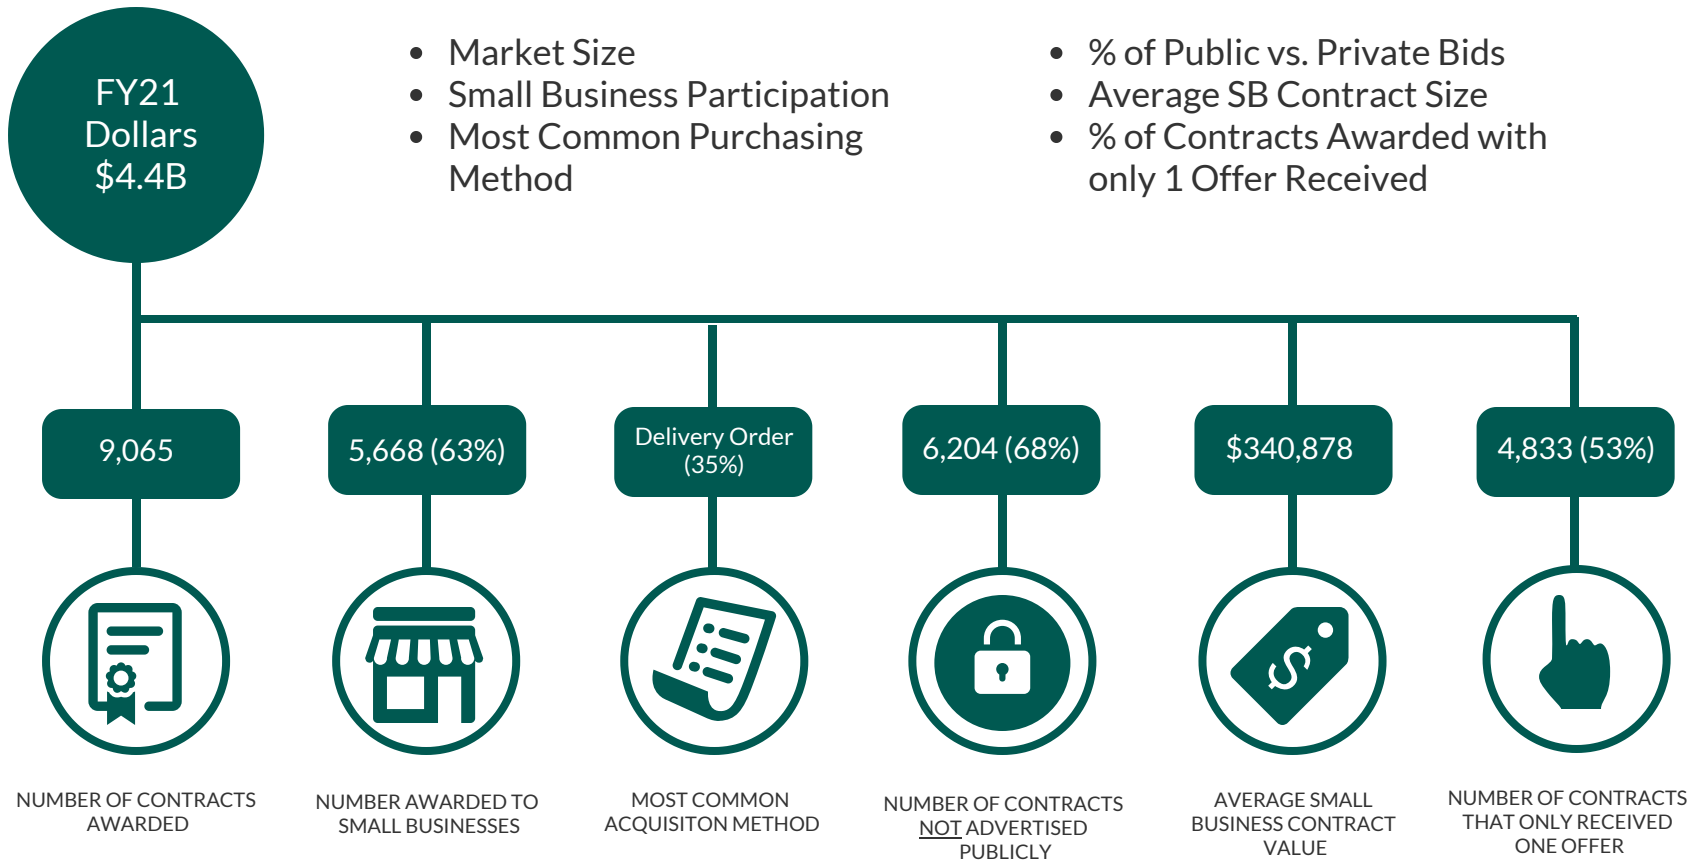 FY21
Dollars
$4.4B
• Market Size
• Small Business Participation
• Most Common Purchasing
Method
• % of Public vs. Private Bids
• Average SB Contract Size
• % of Contracts Awarded with
only 1 Offer Received
9,065
5,668 (63%)
Delivery Order
(35%)
6,204 (68%)
$340,878
4,833 (53%)
$
NUMBER OF CONTRACTS
AWARDED
NUMBER AWARDED TO
SMALL BUSINESSES
MOST COMMON
ACQUISITON METHOD
NUMBER OF CONTRACTS
NOT ADVERTISED
PUBLICLY
AVERAGE SMALL
BUSINESS CONTRACT
VALUE
NUMBER OF CONTRACTS
THAT ONLY RECEIVED
ONE OFFER